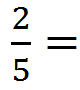 2/5 =